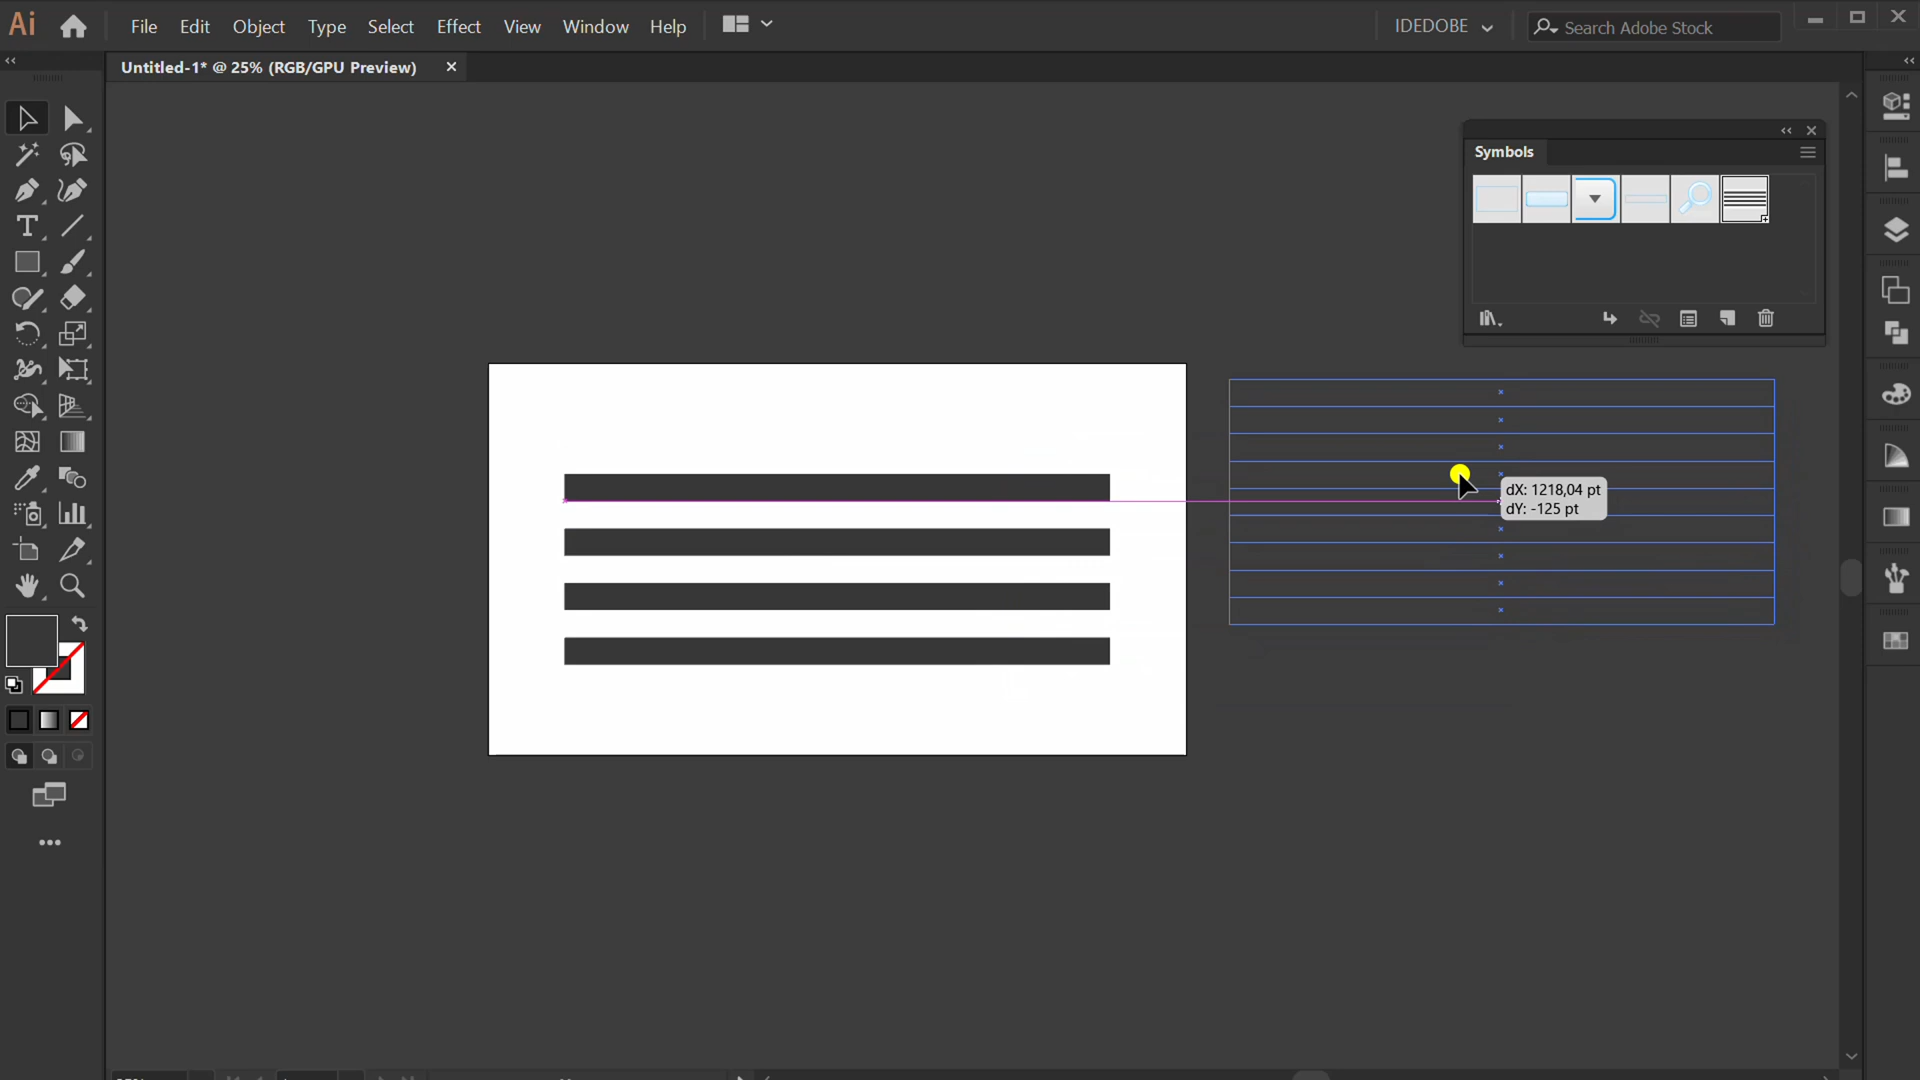 Ai
File Edit Object Type Select Effect View Window Help
IDEDOBE
Search Adobe Stock
Untitled-1* @ 25% (RGB/GPU Preview)
Symbols
dX: 1218,04 pt
dY: -125 pt